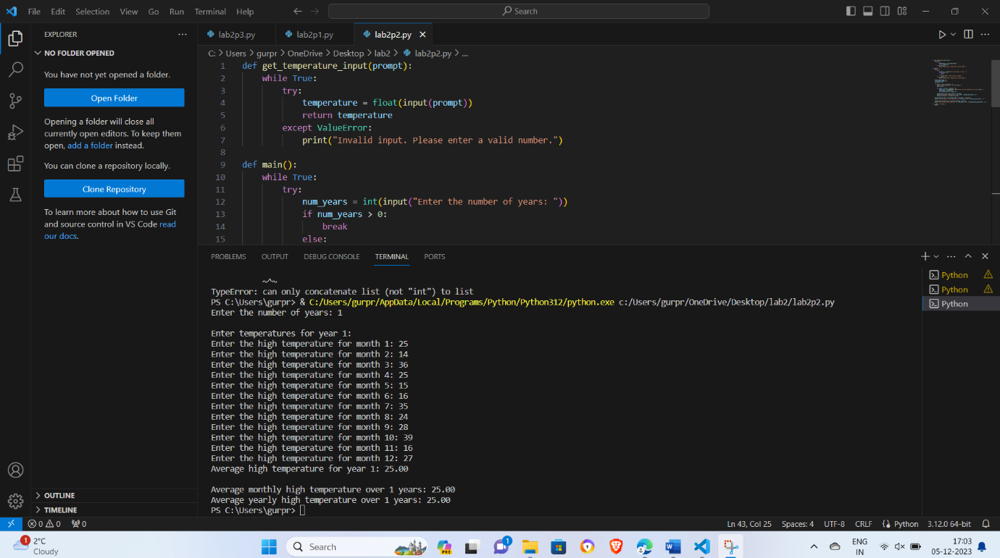 File Edit Selection View Go Run Terminal Help
Search
EXPLORER
NO FOLDER OPENED
You have not yet opened a folder.
Open Folder
Opening a folder will close all
currently open editors. To keep them
open, add a folder instead.
You can clone a repository locally.
Clone Repository
To learn more about how to use Git
and source control in VS Code read
our docs.
OUTLINE
TIMELINE
lab2p3.py lab2p1.py lab2p2.py
C: > Users > gurpr > OneDrive > Desktop > lab2 > lab2p2.py > ...
1 def get_temperature_input(prompt):
2 while True:
3 try:
4 temperature = float(input(prompt))
5 return temperature
6 except ValueError:
7 print("Invalid input. Please enter a valid number.")
8
9 def main():
10 while True:
11 try:
12 num_years = int(input("Enter the number of years: "))
13 if num_years > 0:
14 break
15 else:
PROBLEMS OUTPUT DEBUG CONSOLE TERMINAL PORTS
~^~
TypeError: can only concatenate list (not "int") to list
PS C:\Users\gurpr> & C:/Users/gurpr/AppData/Local/Programs/Python/Python312/python.exe c:/Users/gurpr/OneDrive/Desktop/lab2/lab2p2.py
Enter the number of years: 1
Enter temperatures for year 1:
Enter the high temperature for month 1: 25
Enter the high temperature for month 2: 14
Enter the high temperature for month 3: 36
Enter the high temperature for month 4: 25
Enter the high temperature for month 5: 15
Enter the high temperature for month 6: 16
Enter the high temperature for month 7: 35
Enter the high temperature for month 8: 24
Enter the high temperature for month 9: 28
Enter the high temperature for month 10: 39
Enter the high temperature for month 11: 16
Enter the high temperature for month 12: 27
Average high temperature for year 1: 25.00
Average monthly high temperature over 1 years: 25.00
Average yearly high temperature over 1 years: 25.00
PS C:\Users\gurpr>
Python
Python
Python
0 0 0
Ln 43, Col 25 Spaces: 4 UTF-8 CRLF Python 3.12.0 64-bit
1
2°C
Cloudy
Search
PRE
1
ENG
IN
17:03
05-12-2023